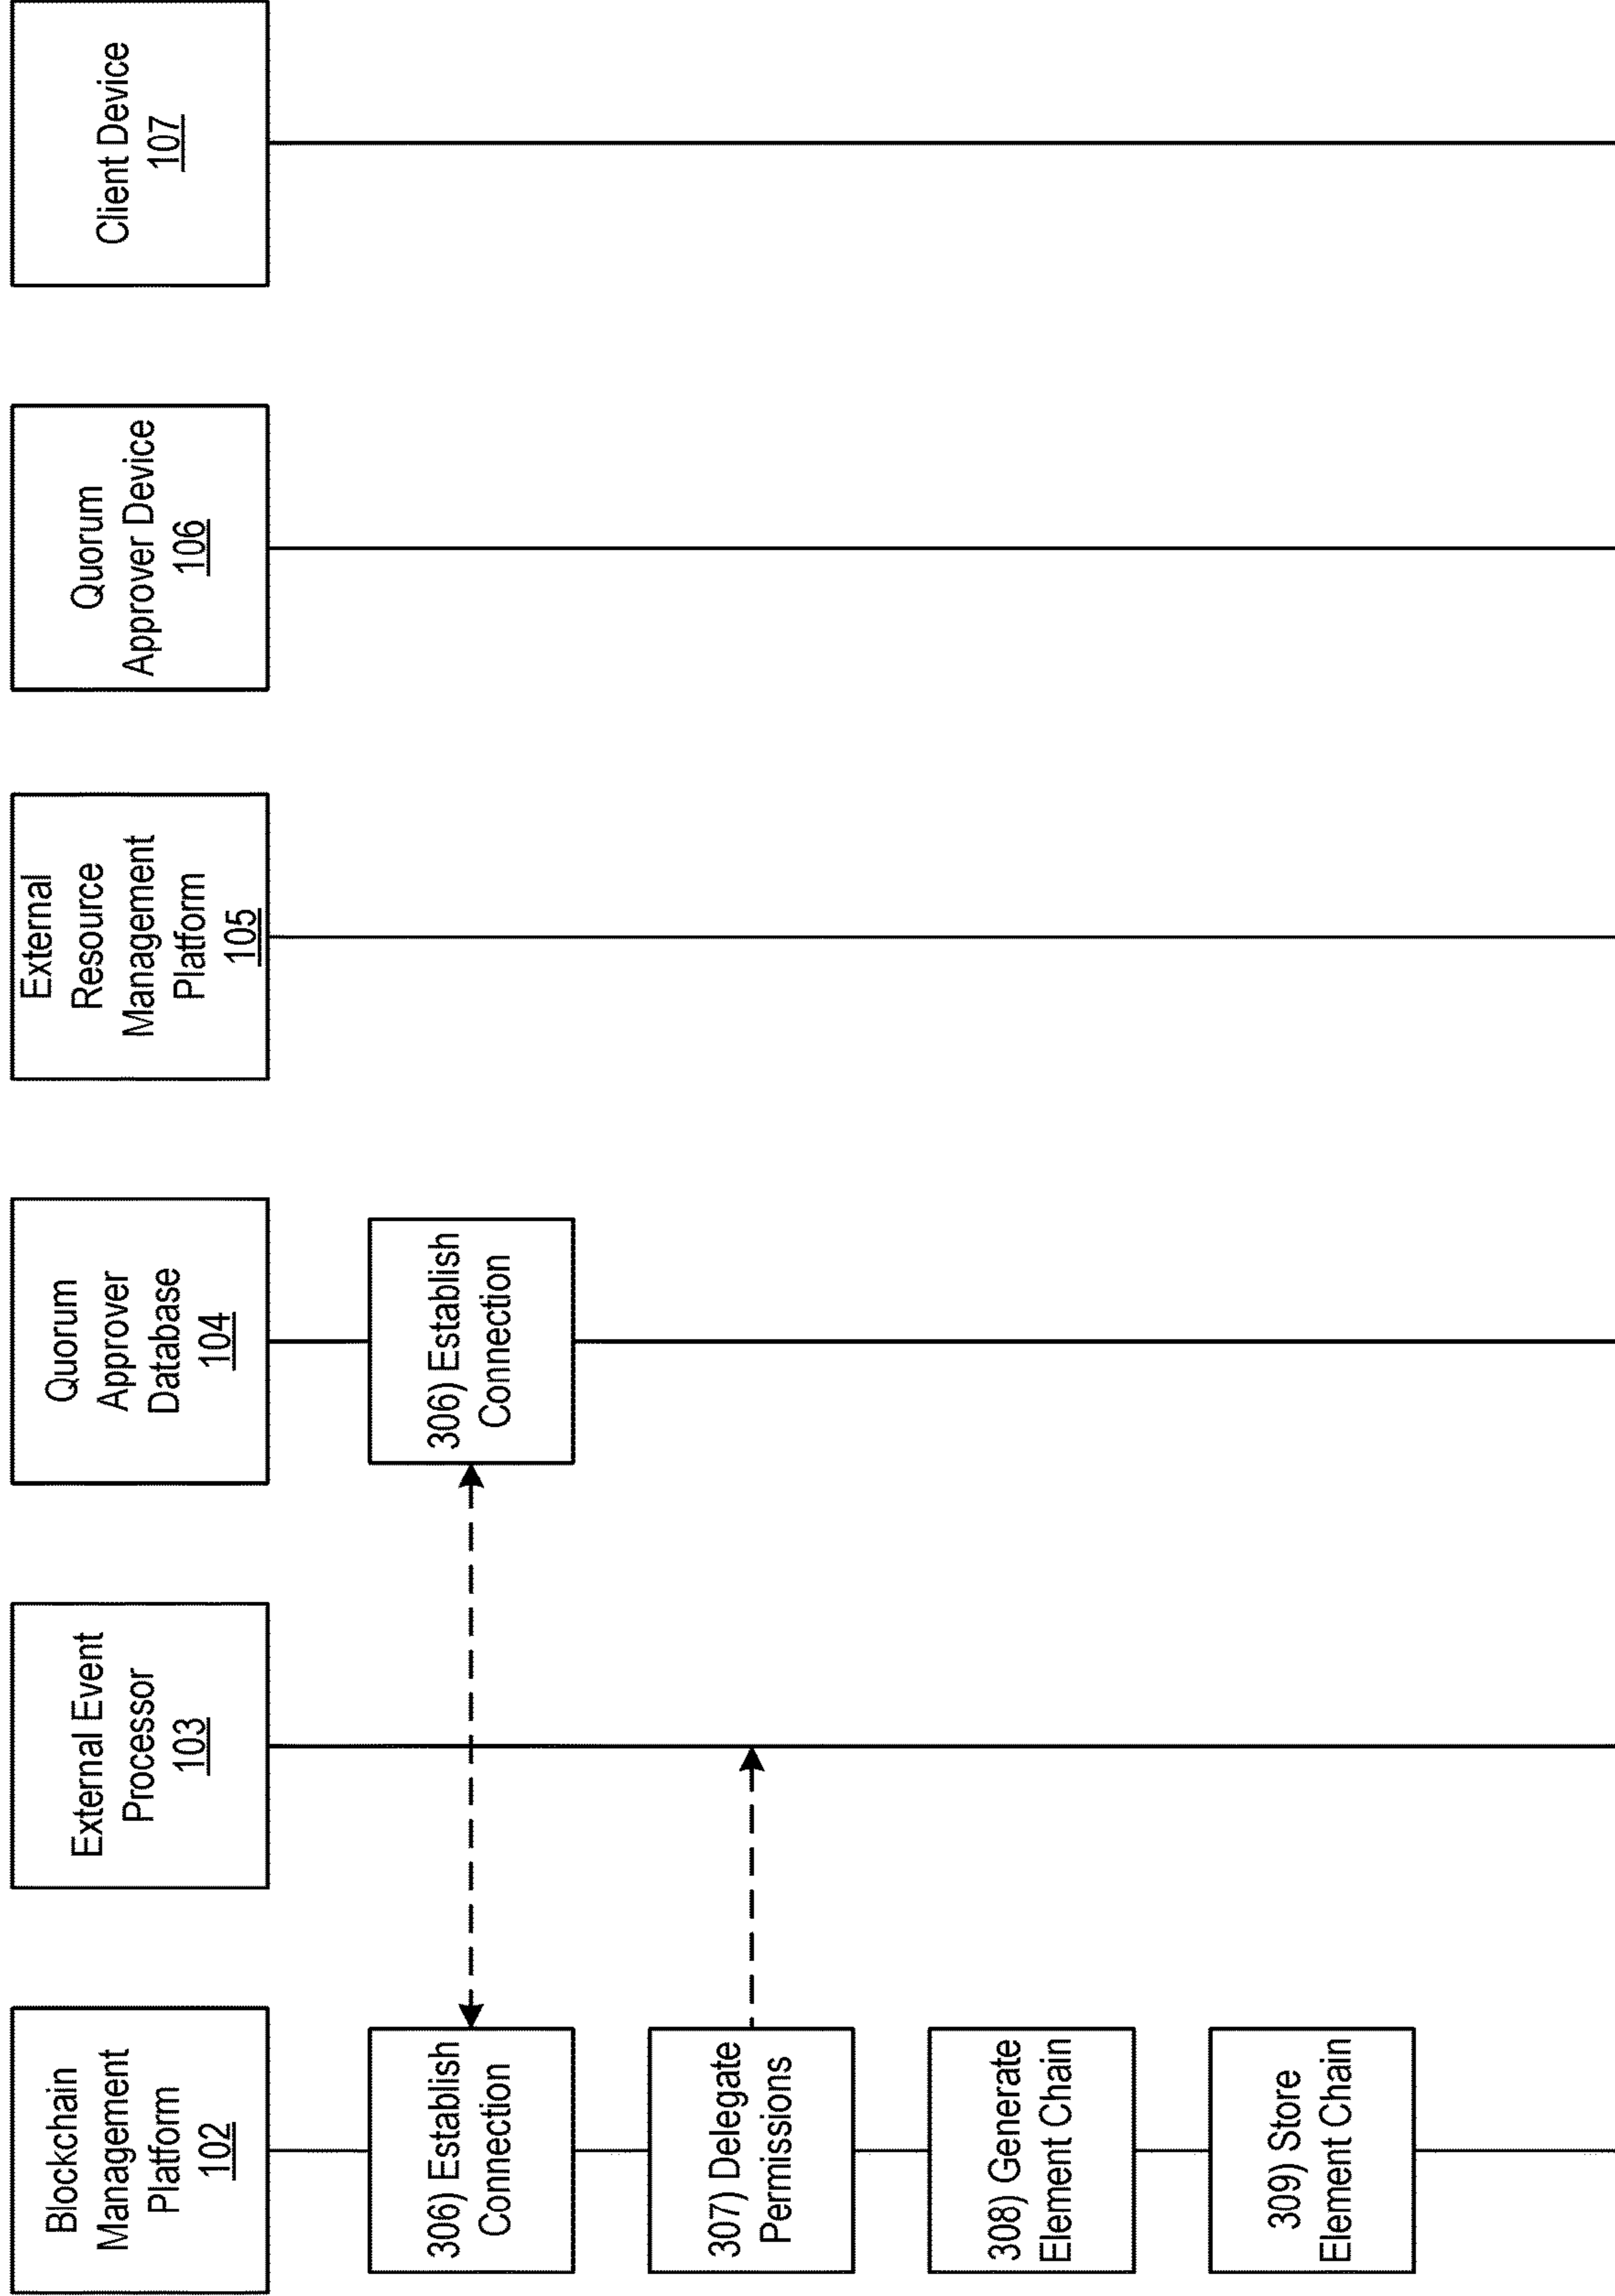 Blockchain
Management
Platform
102
External Event
Processor
103
Quorum
Approver
Database
104
External
Resource
Management
Platform
105
Quorum
Approver Device
106
Client Device
107
306) Establish
Connection
306) Establish
Connection
307) Delegate
Permissions
308) Generate
Element Chain
309) Store
Element Chain